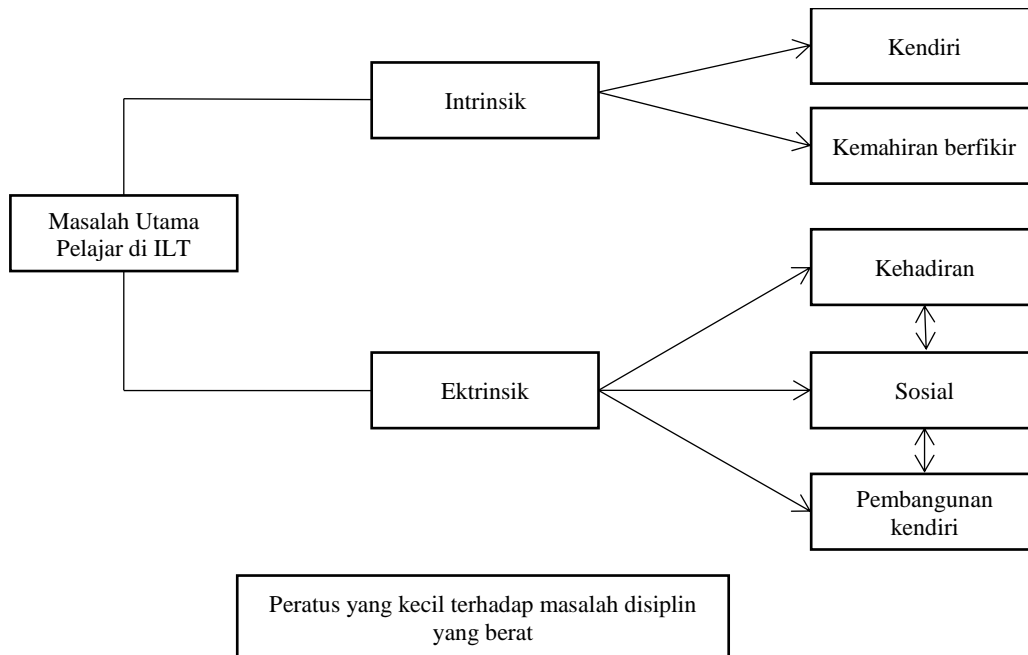 Kendiri
Intrinsik
Kemahiran berfikir
Masalah Utama
Pelajar di ILT
Kehadiran
Ektrinsik
Sosial
Pembangunan
kendiri
Peratus yang kecil terhadap masalah disiplin
yang berat